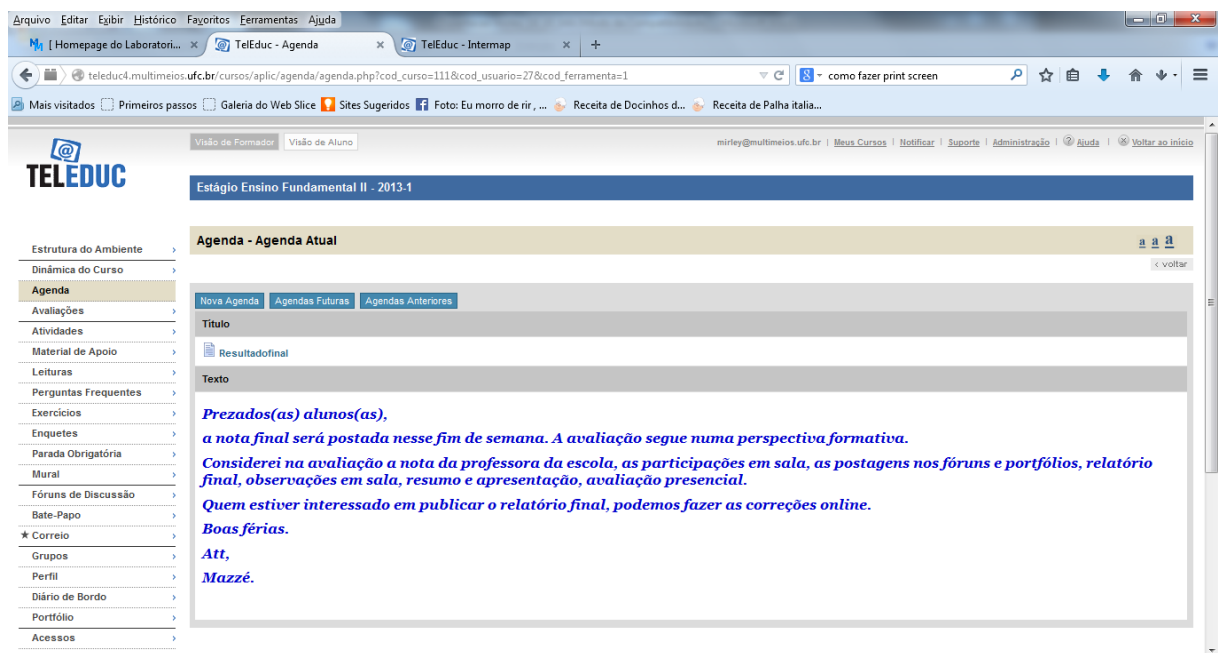 Arquivo Editar Exibir Histórico Favoritos Ferramentas Ajuda
[ Homepage do Laboratori... × TelEduc - Agenda × TelEduc - Intermap × +
teleduc4.multimeios.ufc.br/cursos/aplic/agenda/agenda.php?cod_curso=111&cod_usuario=27&cod_ferramenta=1 como fazer print screen
Mais visitados Primeiros passos Galeria do Web Slice Sites Sugeridos Foto: Eu morro de rir , ... Receita de Docinhos d... Receita de Palha italia...
Visão de Formador Visão de Aluno mirley@multimeios.ufc.br | Meus Cursos | Notificar | Suporte | Administração | Ajuda | Voltar ao início
TELEDUC
Estágio Ensino Fundamental II - 2013-1
Agenda - Agenda Atual a a a
‹ voltar
Estrutura do Ambiente
Dinâmica do Curso
Agenda
Avaliações
Atividades
Material de Apoio
Leituras
Perguntas Frequentes
Exercícios
Enquetes
Parada Obrigatória
Mural
Fóruns de Discussão
Bate-Papo
★ Correio
Grupos
Perfil
Diário de Bordo
Portfólio
Acessos
Nova Agenda Agendas Futuras Agendas Anteriores
Título
Resultadofinal
Texto
Prezados(as) alunos(as),
a nota final será postada nesse fim de semana. A avaliação segue numa perspectiva formativa.
Considerei na avaliação a nota da professora da escola, as participações em sala, as postagens nos fóruns e portfólios, relatório
final, observações em sala, resumo e apresentação, avaliação presencial.
Quem estiver interessado em publicar o relatório final, podemos fazer as correções online.
Boas férias.
Att,
Mazzé.